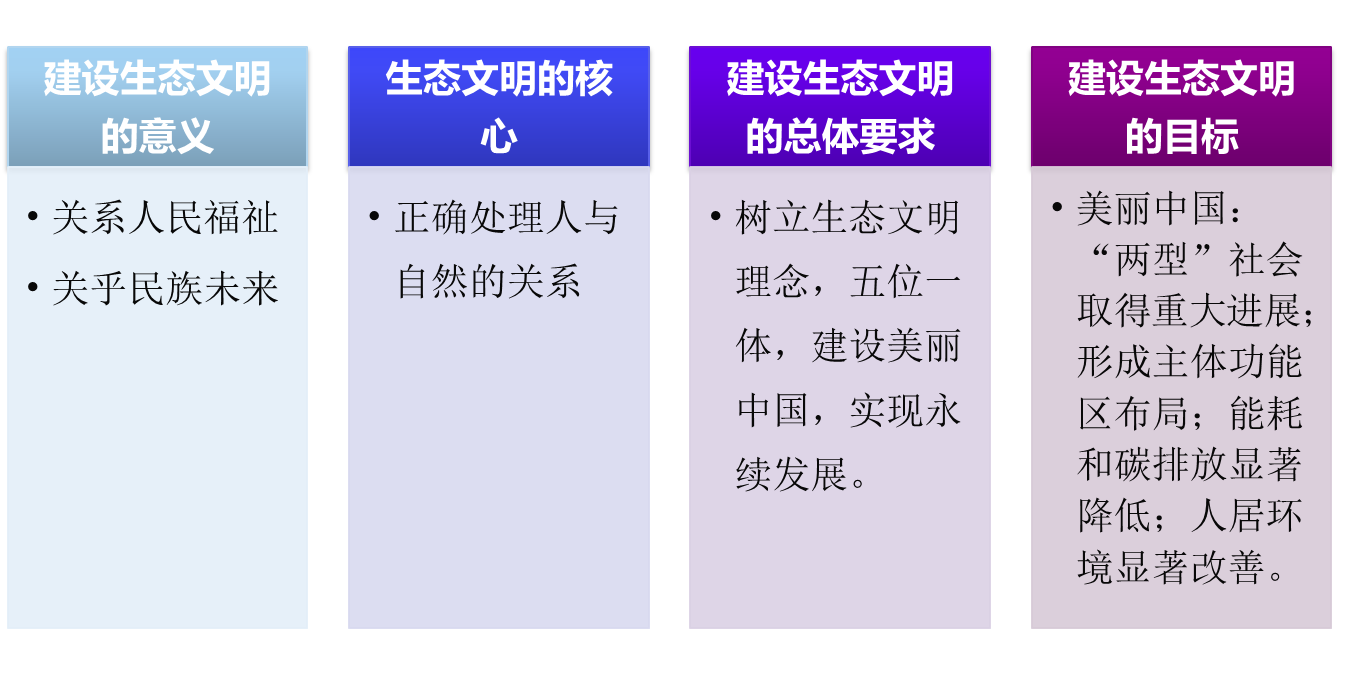 建设生态文明
的意义
• 关系人民福祉
• 关乎民族未来
生态文明的核
心
• 正确处理人与
自然的关系
建设生态文明
的总体要求
• 树立生态文明
理念，五位一
体，建设美丽
中国，实现永
续发展。
建设生态文明
的目标
• 美丽中国：
“两型”社会
取得重大进展；
形成主体功能
区布局；能耗
和碳排放显著
降低；人居环
境显著改善。